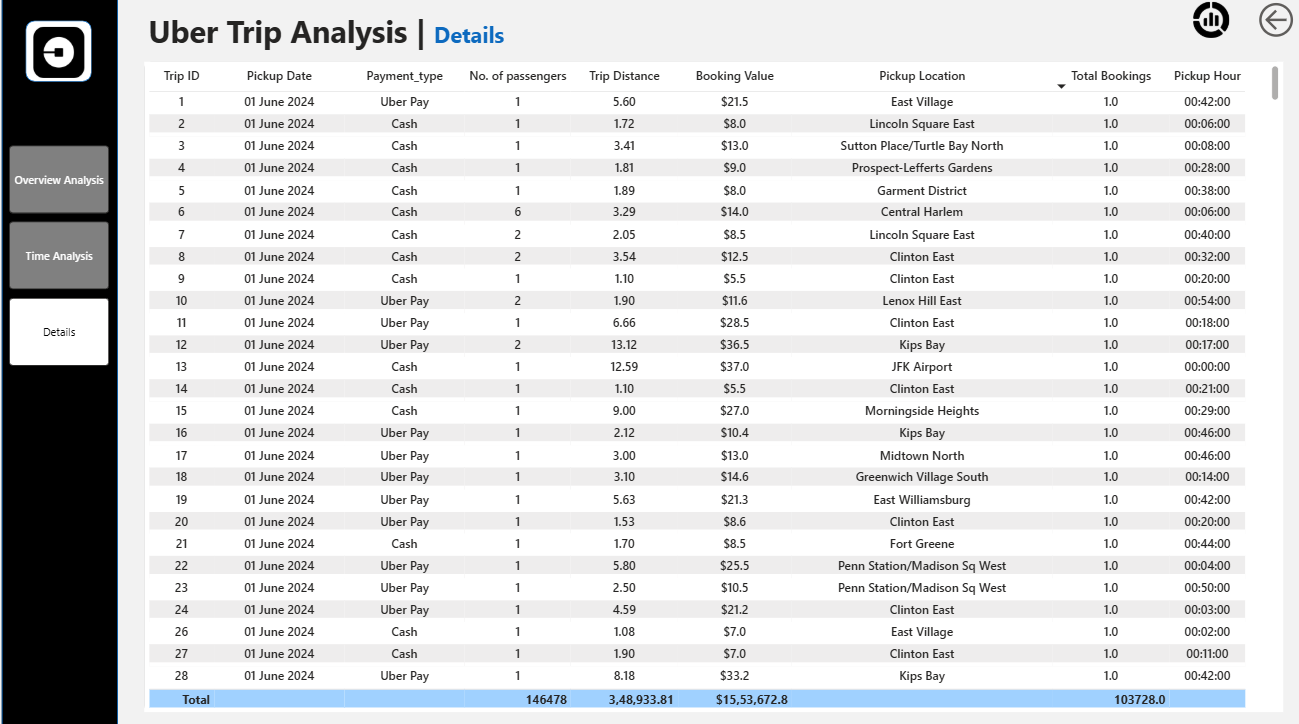 Uber Trip Analysis | Details
Overview Analysis
Time Analysis
Details
Trip ID Pickup Date Payment_type No. of passengers Trip Distance Booking Value Pickup Location Total Bookings Pickup Hour
1 01 June 2024 Uber Pay 1 5.60 $21.5 East Village 1.0 00:42:00
2 01 June 2024 Cash 1 1.72 $8.0 Lincoln Square East 1.0 00:06:00
3 01 June 2024 Cash 1 3.41 $13.0 Sutton Place/Turtle Bay North 1.0 00:08:00
4 01 June 2024 Cash 1 1.81 $9.0 Prospect-Lefferts Gardens 1.0 00:28:00
5 01 June 2024 Cash 1 1.89 $8.0 Garment District 1.0 00:38:00
6 01 June 2024 Cash 6 3.29 $14.0 Central Harlem 1.0 00:06:00
7 01 June 2024 Cash 2 2.05 $8.5 Lincoln Square East 1.0 00:40:00
8 01 June 2024 Cash 2 3.54 $12.5 Clinton East 1.0 00:32:00
9 01 June 2024 Cash 1 1.10 $5.5 Clinton East 1.0 00:20:00
10 01 June 2024 Uber Pay 2 1.90 $11.6 Lenox Hill East 1.0 00:54:00
11 01 June 2024 Uber Pay 1 6.66 $28.5 Clinton East 1.0 00:18:00
12 01 June 2024 Uber Pay 2 13.12 $36.5 Kips Bay 1.0 00:17:00
13 01 June 2024 Cash 1 12.59 $37.0 JFK Airport 1.0 00:00:00
14 01 June 2024 Cash 1 1.10 $5.5 Clinton East 1.0 00:21:00
15 01 June 2024 Cash 1 9.00 $27.0 Morningside Heights 1.0 00:29:00
16 01 June 2024 Uber Pay 1 2.12 $10.4 Kips Bay 1.0 00:46:00
17 01 June 2024 Uber Pay 1 3.00 $13.0 Midtown North 1.0 00:46:00
18 01 June 2024 Uber Pay 1 3.10 $14.6 Greenwich Village South 1.0 00:14:00
19 01 June 2024 Uber Pay 1 5.63 $21.3 East Williamsburg 1.0 00:42:00
20 01 June 2024 Uber Pay 1 1.53 $8.6 Clinton East 1.0 00:20:00
21 01 June 2024 Cash 1 1.70 $8.5 Fort Greene 1.0 00:44:00
22 01 June 2024 Uber Pay 1 5.80 $25.5 Penn Station/Madison Sq West 1.0 00:04:00
23 01 June 2024 Uber Pay 1 2.50 $10.5 Penn Station/Madison Sq West 1.0 00:50:00
24 01 June 2024 Uber Pay 1 4.59 $21.2 Clinton East 1.0 00:03:00
26 01 June 2024 Cash 1 1.08 $7.0 East Village 1.0 00:02:00
27 01 June 2024 Cash 1 1.90 $7.0 Clinton East 1.0 00:11:00
28 01 June 2024 Uber Pay 1 8.18 $33.2 Kips Bay 1.0 00:42:00
Total 146478 3,48,933.81 $15,53,672.8 103728.0